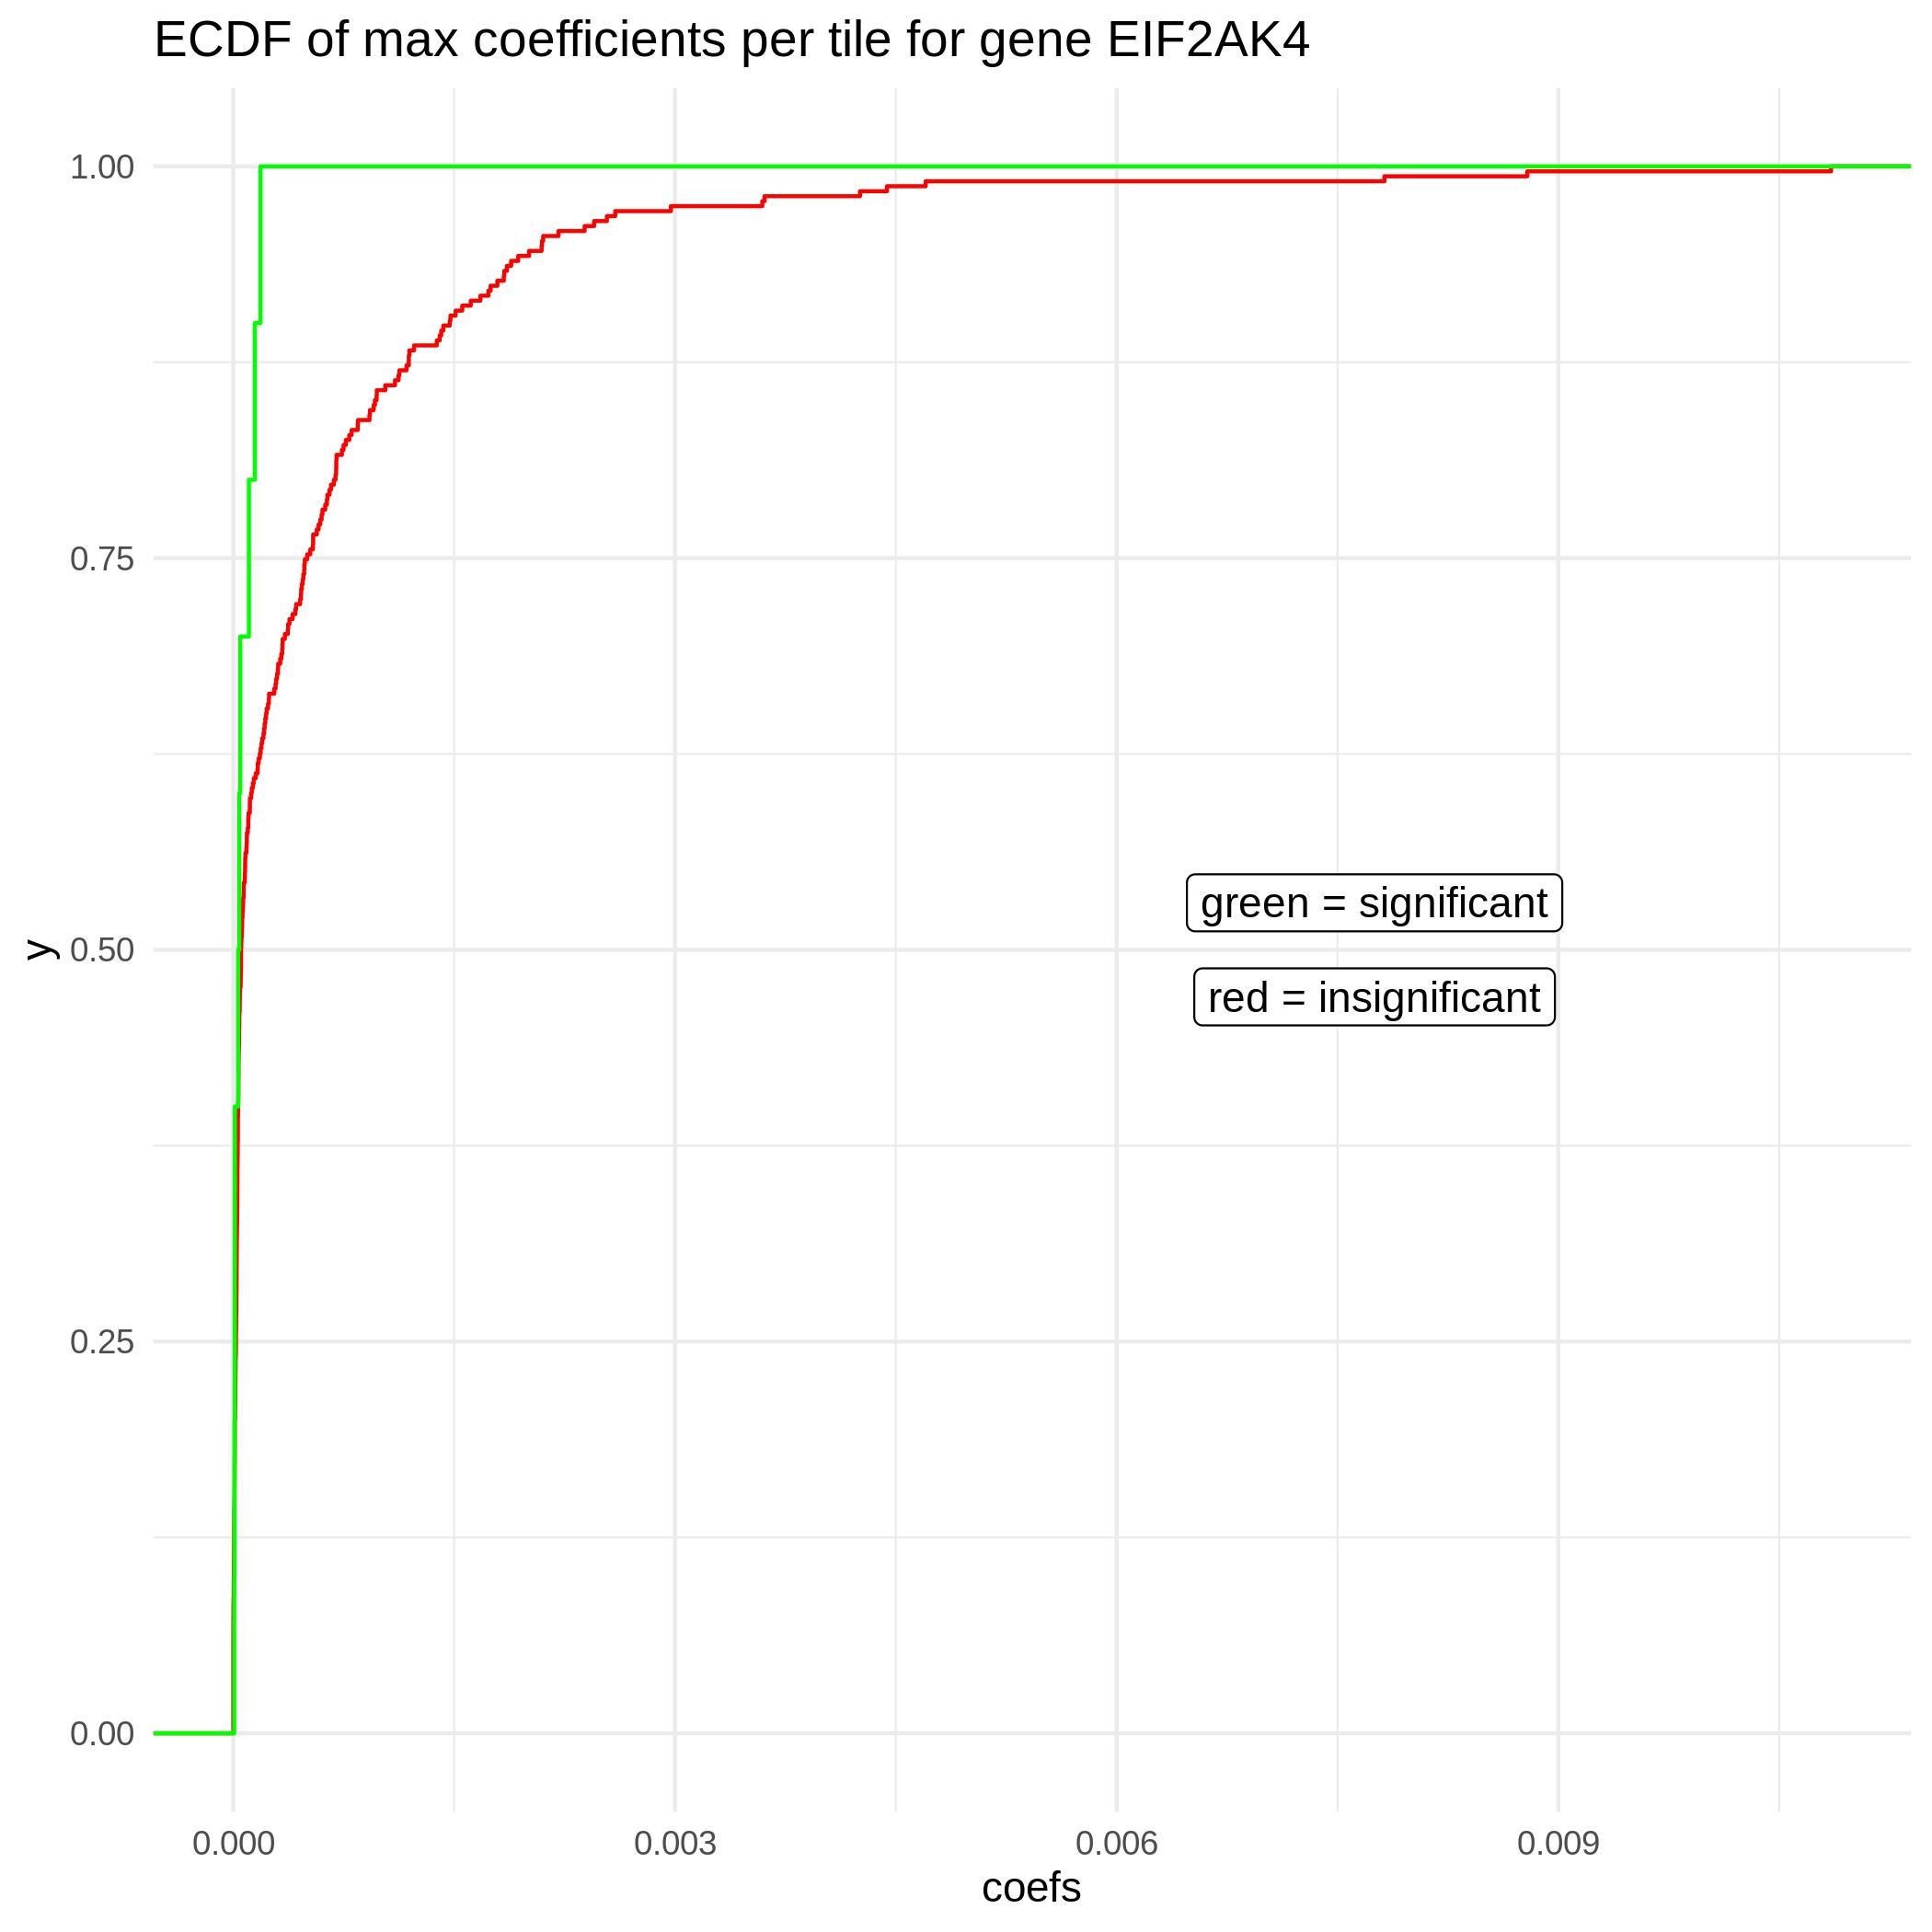 ECDF of max coefficients per tile for gene EIF2AK4
1.00
0.75
0.50
0.25
0.00
y
green = significant
red = insignificant
0.000
0.003
0.006
0.009
coefs